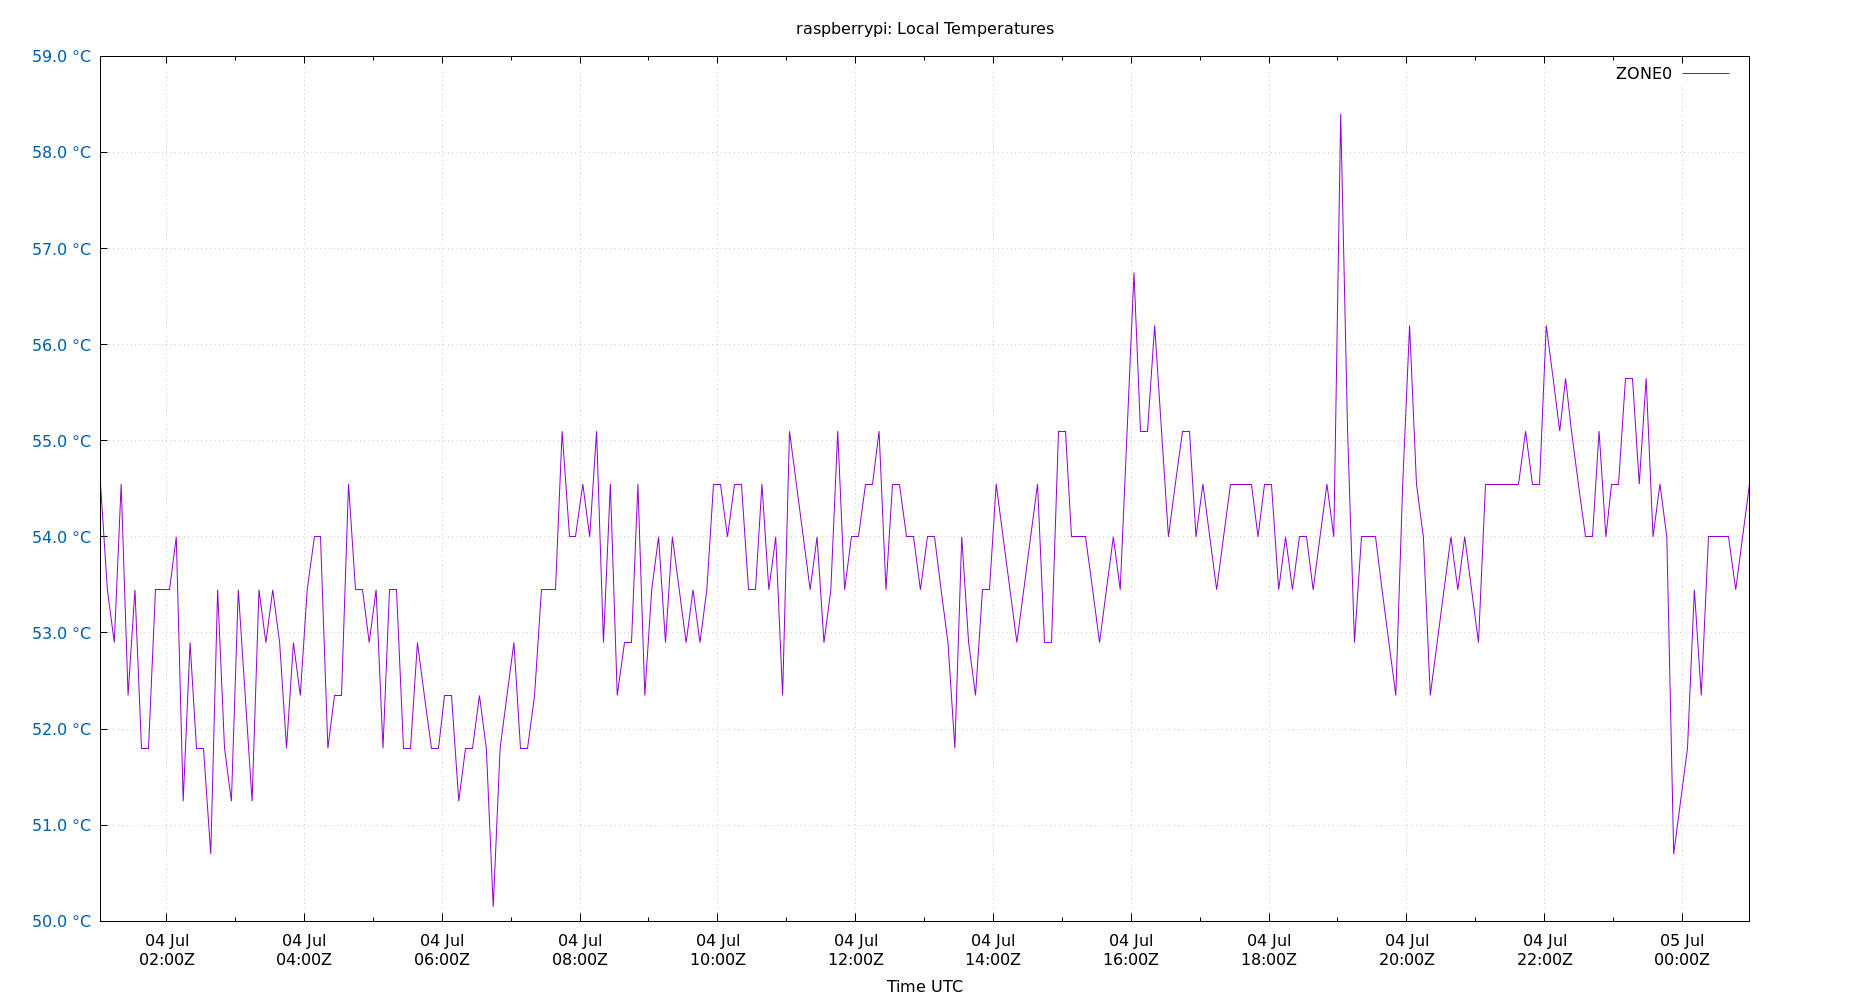 raspberrypi: Local Temperatures
59.0 °C
58.0 °C
57.0 °C
56.0 °C
55.0 °C
54.0 °C
53.0 °C
52.0 °C
51.0 °C
50.0 °C
ZONE0
04 Jul 04 Jul 04 Jul 04 Jul 04 Jul 04 Jul 04 Jul 04 Jul 04 Jul 04 Jul 04 Jul 05 Jul
02:00Z 04:00Z 06:00Z 08:00Z 10:00Z 12:00Z 14:00Z 16:00Z 18:00Z 20:00Z 22:00Z 00:00Z
Time UTC